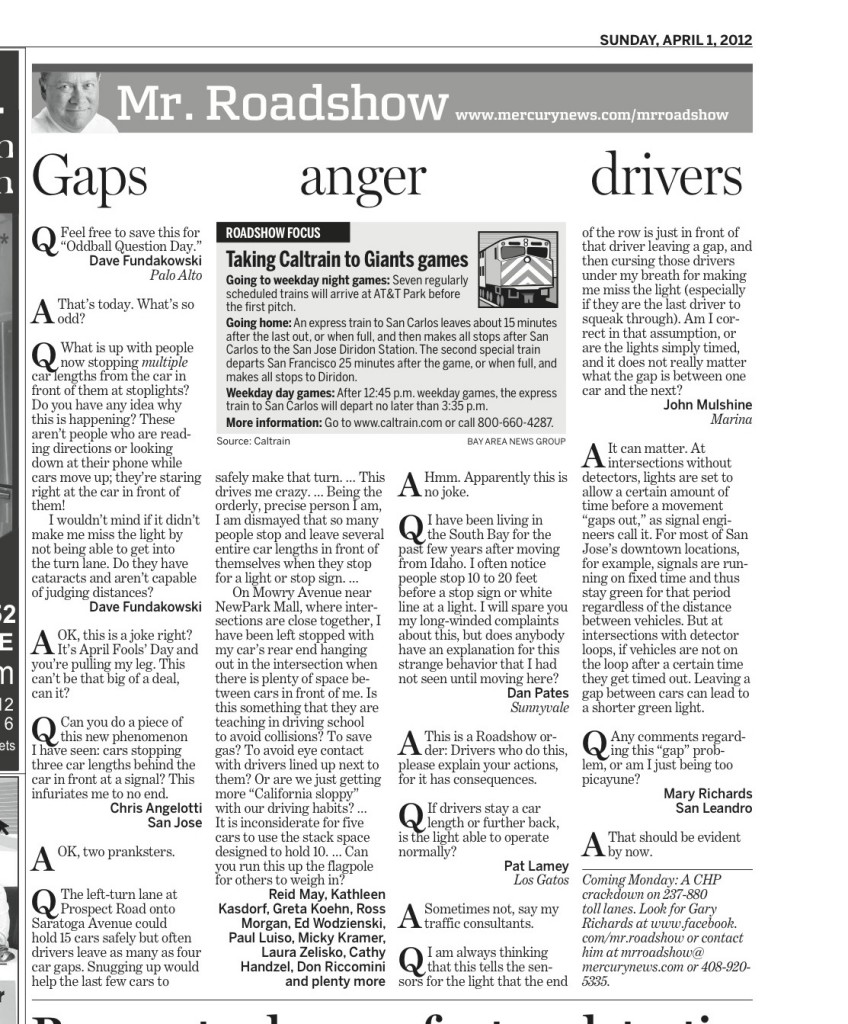 SUNDAY, APRIL 1, 2012
Mr. Roadshow
www.mercurynews.com/mrroadshow
Gaps anger drivers
Q Feel free to save this for
“Oddball Question Day.”
Dave Fundakowski
Palo Alto
A That’s today. What’s so
odd?
Q What is up with people
now stopping multiple
car lengths from the car in
front of them at stoplights?
Do you have any idea why
this is happening? These
aren’t people who are read-
ing directions or looking
down at their phone while
cars move up; they’re staring
right at the car in front of
them!
I wouldn’t mind if it didn’t
make me miss the light by
not being able to get into
the turn lane. Do they have
cataracts and aren’t capable
of judging distances?
Dave Fundakowski
A OK, this is a joke right?
It’s April Fools’ Day and
you’re pulling my leg. This
can’t be that big of a deal,
can it?
Q Can you do a piece of
this new phenomenon
I have seen: cars stopping
three car lengths behind the
car in front at a signal? This
infuriates me to no end.
Chris Angelotti
San Jose
A OK, two pranksters.
Q The left-turn lane at
Prospect Road onto
Saratoga Avenue could
hold 15 cars safely but often
drivers leave as many as four
car gaps. Snugging up would
help the last few cars to
ROADSHOW FOCUS
Taking Caltrain to Giants games
Going to weekday night games: Seven regularly
scheduled trains will arrive at AT&T Park before
the first pitch.
Going home: An express train to San Carlos leaves about 15 minutes
after the last out, or when full, and then makes all stops after San
Carlos to the San Jose Diridon Station. The second special train
departs San Francisco 25 minutes after the game, or when full, and
makes all stops to Diridon.
Weekday day games: After 12:45 p.m. weekday games, the express
train to San Carlos will depart no later than 3:35 p.m.
More information: Go to www.caltrain.com or call 800-660-4287.
Source: Caltrain
BAY AREA NEWS GROUP
safely make that turn. ... This
drives me crazy. ... Being the
orderly, precise person I am,
I am dismayed that so many
people stop and leave several
entire car lengths in front of
themselves when they stop
for a light or stop sign. ...
On Mowry Avenue near
NewPark Mall, where inter-
sections are close together, I
have been left stopped with
my car’s rear end hanging
out in the intersection when
there is plenty of space be-
tween cars in front of me. Is
this something that they are
teaching in driving school
to avoid collisions? To save
gas? To avoid eye contact
with drivers lined up next to
them? Or are we just getting
more “California sloppy”
with our driving habits? ...
It is inconsiderate for five
cars to use the stack space
designed to hold 10. ... Can
you run this up the flagpole
for others to weigh in?
Reid May, Kathleen
Kasdorf, Greta Koehn, Ross
Morgan, Ed Wodzienski,
Paul Luiso, Micky Kramer,
Laura Zelisko, Cathy
Handzel, Don Riccomini
and plenty more
A Hmm. Apparently this is
no joke.
Q I have been living in
the South Bay for the
past few years after moving
from Idaho. I often notice
people stop 10 to 20 feet
before a stop sign or white
line at a light. I will spare you
my long-winded complaints
about this, but does anybody
have an explanation for this
strange behavior that I had
not seen until moving here?
Dan Pates
Sunnyvale
A This is a Roadshow or-
der: Drivers who do this,
please explain your actions,
for it has consequences.
Q If drivers stay a car
length or further back,
is the light able to operate
normally?
Pat Lamey
Los Gatos
A Sometimes not, say my
traffic consultants.
Q I am always thinking
that this tells the sen-
sors for the light that the end
of the row is just in front of
that driver leaving a gap, and
then cursing those drivers
under my breath for making
me miss the light (especially
if they are the last driver to
squeak through). Am I cor-
rect in that assumption, or
are the lights simply timed,
and it does not really matter
what the gap is between one
car and the next?
John Mulshine
Marina
A It can matter. At
intersections without
detectors, lights are set to
allow a certain amount of
time before a movement
“gaps out,” as signal engi-
neers call it. For most of San
Jose’s downtown locations,
for example, signals are run-
ning on fixed time and thus
stay green for that period
regardless of the distance
between vehicles. But at
intersections with detector
loops, if vehicles are not on
the loop after a certain time
they get timed out. Leaving a
gap between cars can lead to
a shorter green light.
Q Any comments regard-
ing this “gap” prob-
lem, or am I just being too
picayune?
Mary Richards
San Leandro
A That should be evident
by now.
Coming Monday: A CHP
crackdown on 237-880
toll lanes. Look for Gary
Richards at www.facebook.
com/mr.roadshow or contact
him at mrroadshow@
mercurynews.com or 408-920-
5335.